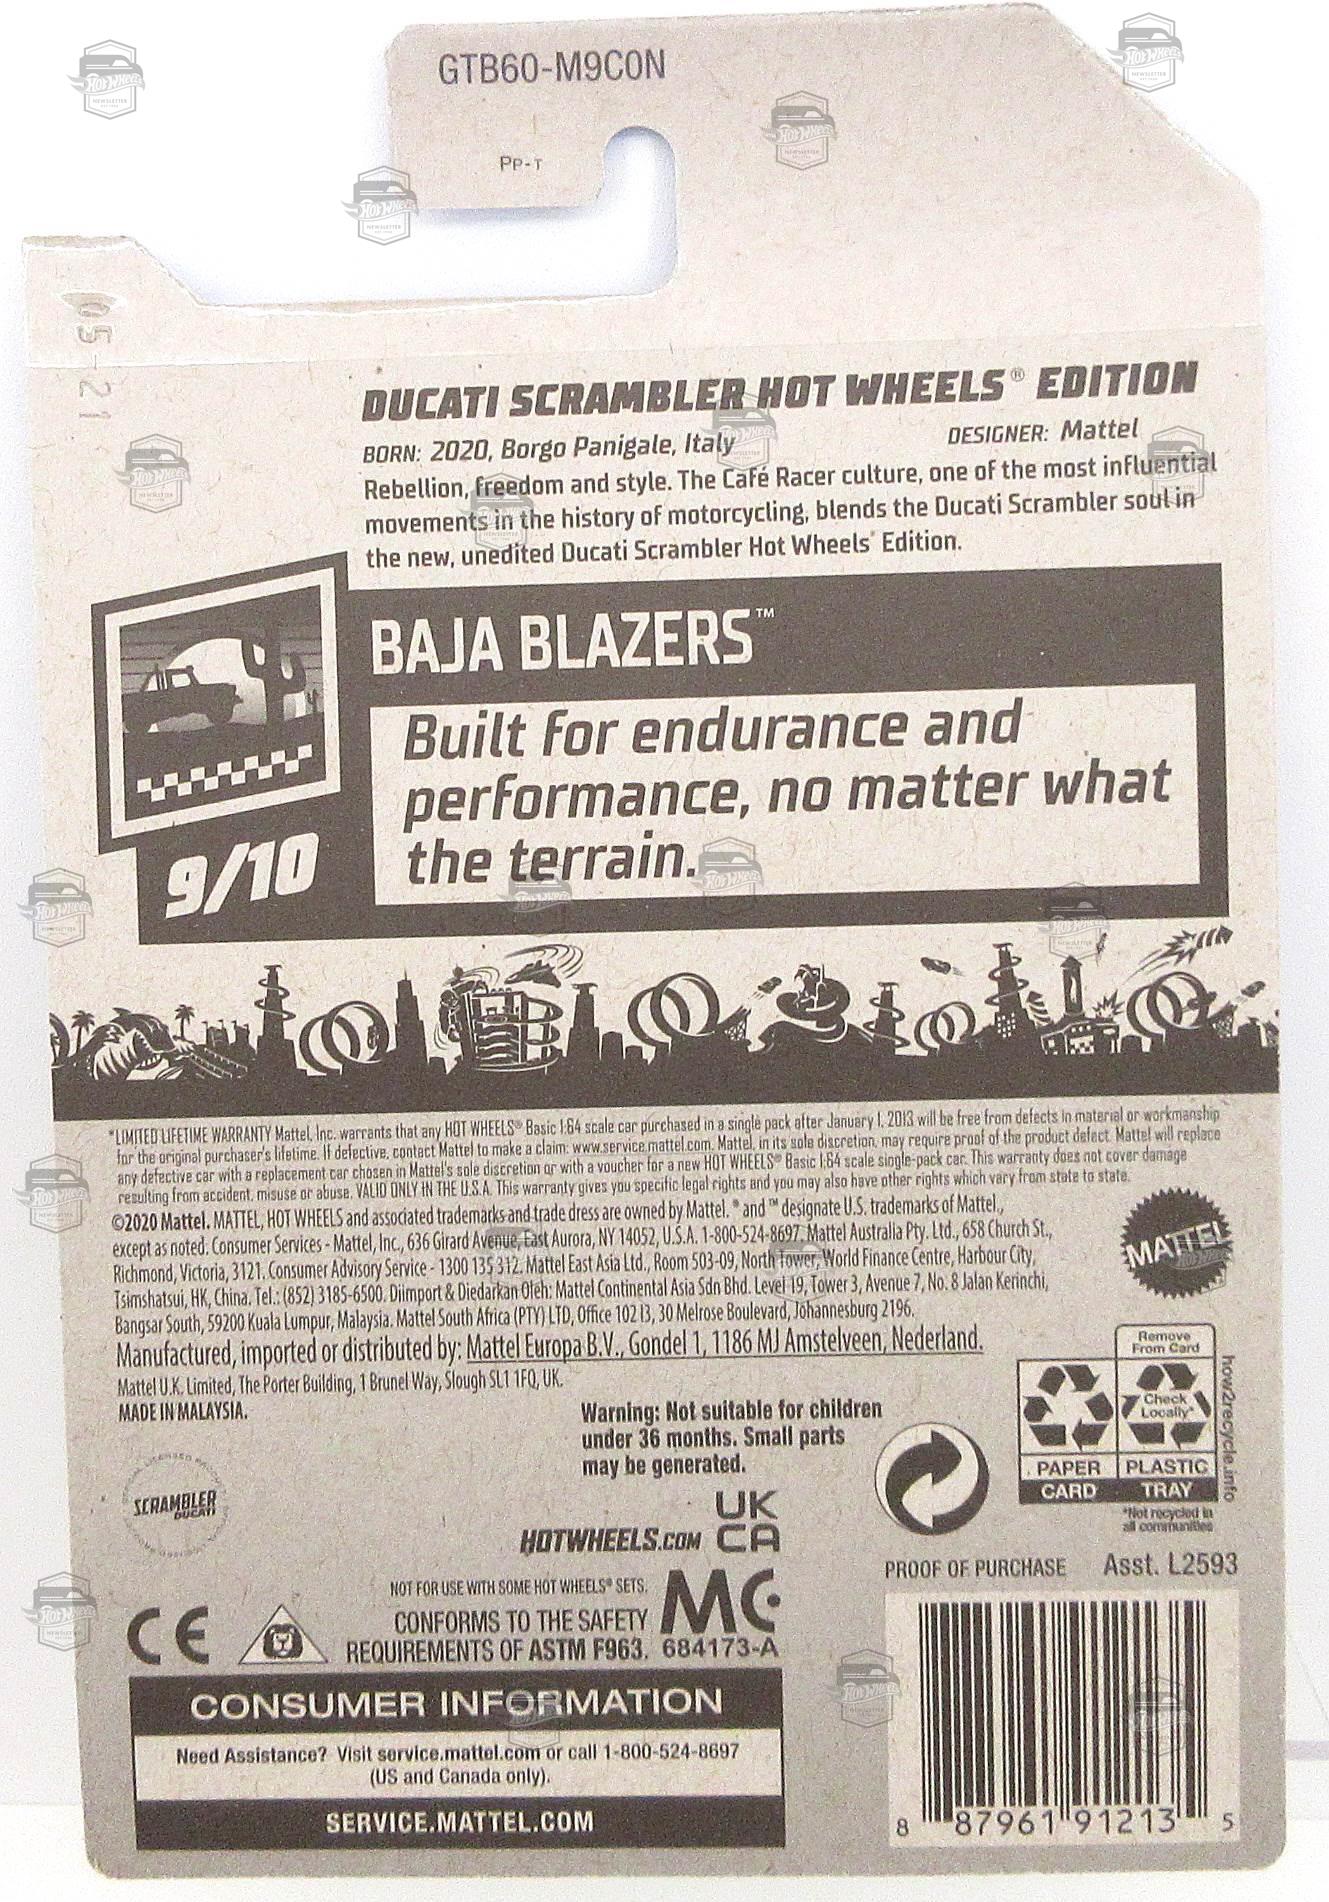 GTB60-M9C0N
PP-T
05-21
DUCATI SCRAMBLER HOT WHEELS® EDITION
BORN: 2020, Borgo Panigale, Italy DESIGNER: Mattel
Rebellion, freedom and style. The Café Racer culture, one of the most influential
movements in the history of motorcycling, blends the Ducati Scrambler soul in
the new, unedited Ducati Scrambler Hot Wheels® Edition.
BAJA BLAZERS™
Built for endurance and
performance, no matter what
the terrain.
9/10
*LIMITED LIFETIME WARRANTY Mattel, Inc. warrants that any HOT WHEELS® Basic 1:64 scale car purchased in a single pack after January 1, 2013 will be free from defects in material or workmanship
for the original purchaser's lifetime. If defective, contact Mattel to make a claim: www.service.mattel.com. Mattel, in its sole discretion, may require proof of the product defect. Mattel will replace
any defective car with a replacement car chosen in Mattel's sole discretion or with a voucher for a new HOT WHEELS® Basic 1:64 scale single-pack car. This warranty does not cover damage
resulting from accident, misuse or abuse. VALID ONLY IN THE U.S.A. This warranty gives you specific legal rights and you may also have other rights which vary from state to state.
©2020 Mattel. MATTEL, HOT WHEELS and associated trademarks and trade dress are owned by Mattel. ® and ™ designate U.S. trademarks of Mattel.,
except as noted. Consumer Services - Mattel, Inc., 636 Girard Avenue, East Aurora, NY 14052, U.S.A. 1-800-524-8697. Mattel Australia Pty. Ltd., 658 Church St.,
Richmond, Victoria, 3121. Consumer Advisory Service - 1300 135 312. Mattel East Asia Ltd., Room 503-09, North Tower, World Finance Centre, Harbour City,
Tsimshatsui, HK, China. Tel.: (852) 3185-6500. Diimport & Diedarkan Oleh: Mattel Continental Asia Sdn Bhd. Level 19, Tower 3, Avenue 7, No. 8 Jalan Kerinchi,
Bangsar South, 59200 Kuala Lumpur, Malaysia. Mattel South Africa (PTY) LTD, Office 102 I3, 30 Melrose Boulevard, Johannesburg 2196.
Manufactured, imported or distributed by: Mattel Europa B.V., Gondel 1, 1186 MJ Amstelveen, Nederland.
Mattel U.K. Limited, The Porter Building, 1 Brunel Way, Slough SL1 1FQ, UK.
MADE IN MALAYSIA.
MATTEL
Warning: Not suitable for children
under 36 months. Small parts
may be generated.
Remove
From Card
Check
Locally*
PAPER PLASTIC
CARD TRAY
*Not recycled in
all communities
how2recycle.info
SCRAMBLER
DUCATI
HOTWHEELS.COM
UK
CA
PROOF OF PURCHASE Asst. L2593
NOT FOR USE WITH SOME HOT WHEELS® SETS.
CONFORMS TO THE SAFETY
REQUIREMENTS OF ASTM F963.
MC
684173-A
CE
CONSUMER INFORMATION
Need Assistance? Visit service.mattel.com or call 1-800-524-8697
(US and Canada only).
SERVICE.MATTEL.COM
8 87961 91213 5